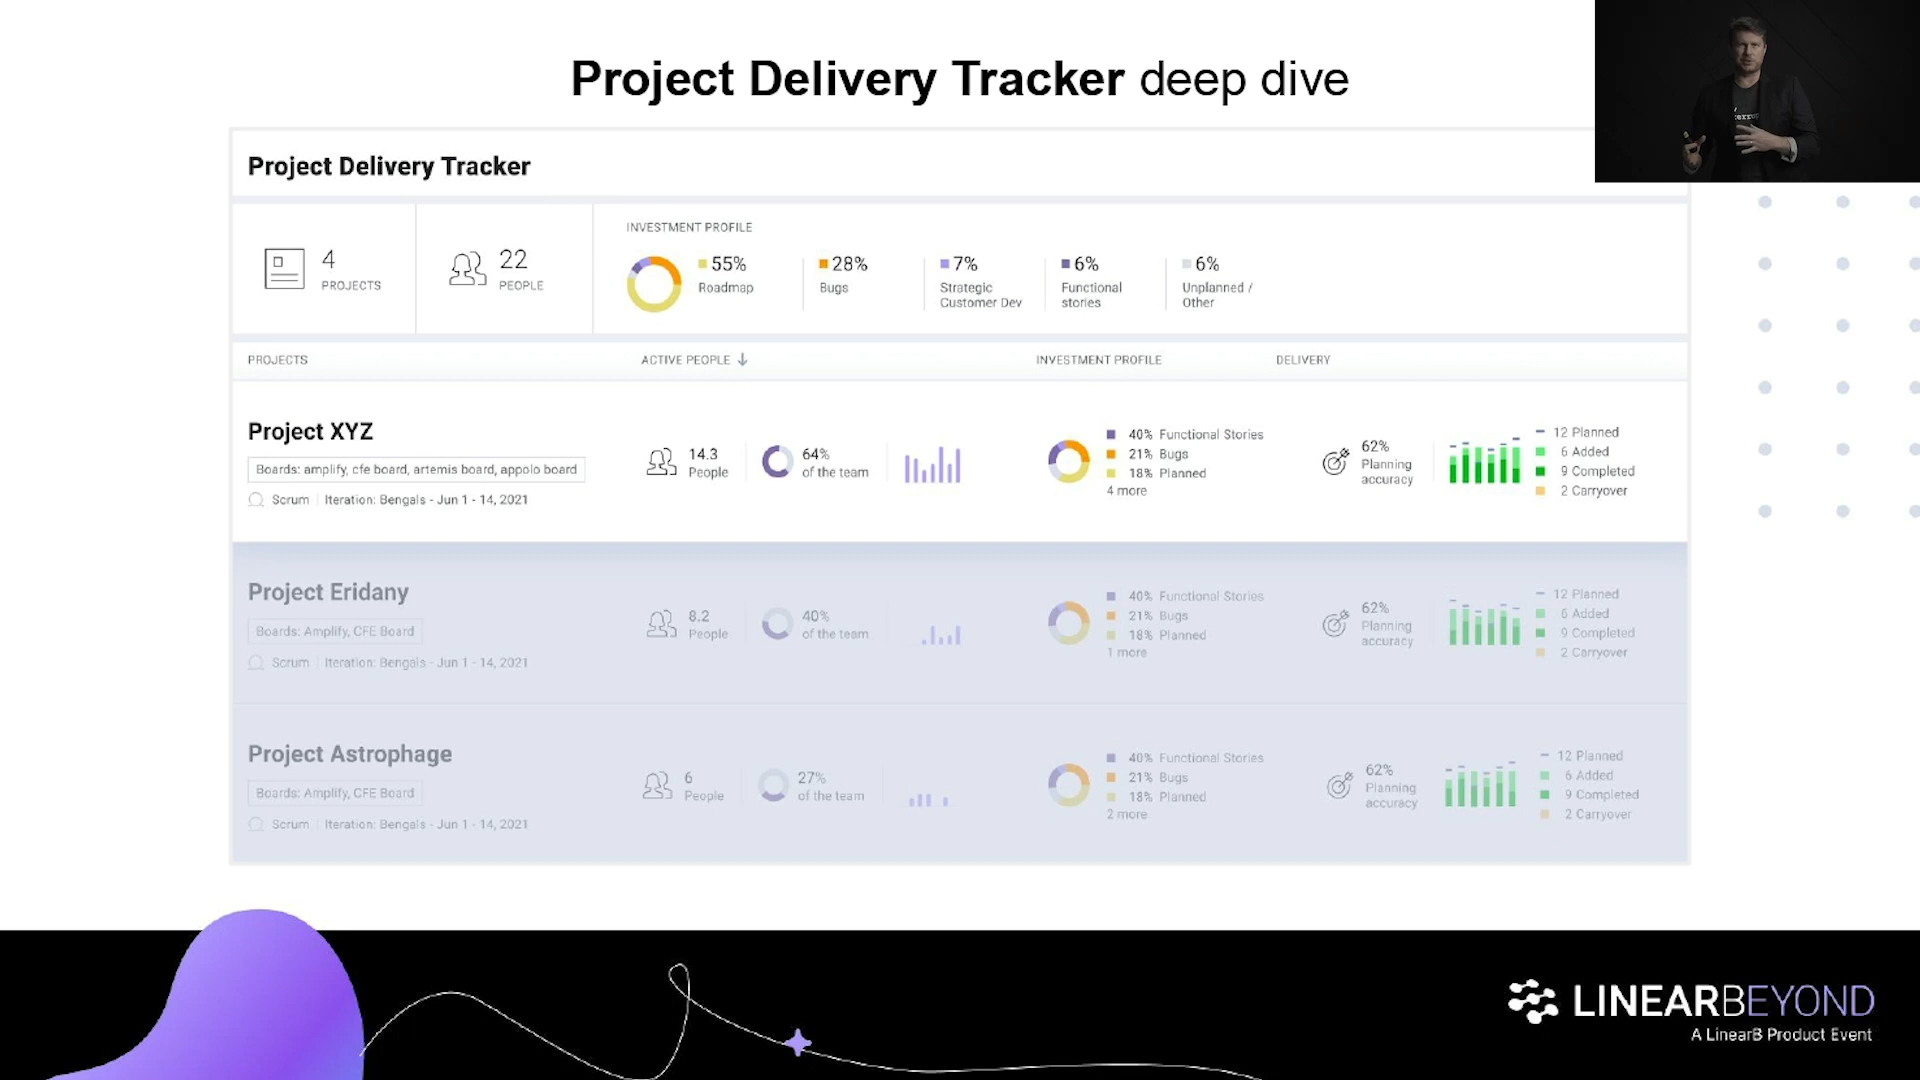 Project Delivery Tracker deep dive
Project Delivery Tracker
4
PROJECTS
22
PEOPLE
INVESTMENT PROFILE
55%
Roadmap
28%
Bugs
7%
Strategic
Customer Dev
6%
Functional
stories
6%
Unplanned /
Other
PROJECTS
ACTIVE PEOPLE
INVESTMENT PROFILE
DELIVERY
Project XYZ
Boards: amplify, cfe board, artemis board, appolo board
Scrum
Iteration: Bengals - Jun 1 - 14, 2021
14.3
People
64%
of the team
40% Functional Stories
21% Bugs
18% Planned
4 more
62%
Planning
accuracy
12 Planned
6 Added
9 Completed
2 Carryover
Project Eridany
Boards: Amplify, CFE Board
Scrum
Iteration: Bengals - Jun 1 - 14, 2021
8.2
People
40%
of the team
40% Functional Stories
21% Bugs
18% Planned
1 more
62%
Planning
accuracy
12 Planned
6 Added
9 Completed
2 Carryover
Project Astrophage
Boards: Amplify, CFE Board
Scrum
Iteration: Bengals - Jun 1 - 14, 2021
6
People
27%
of the team
40% Functional Stories
21% Bugs
18% Planned
2 more
62%
Planning
accuracy
12 Planned
6 Added
9 Completed
2 Carryover
LINEARBEYOND
A LinearB Product Event